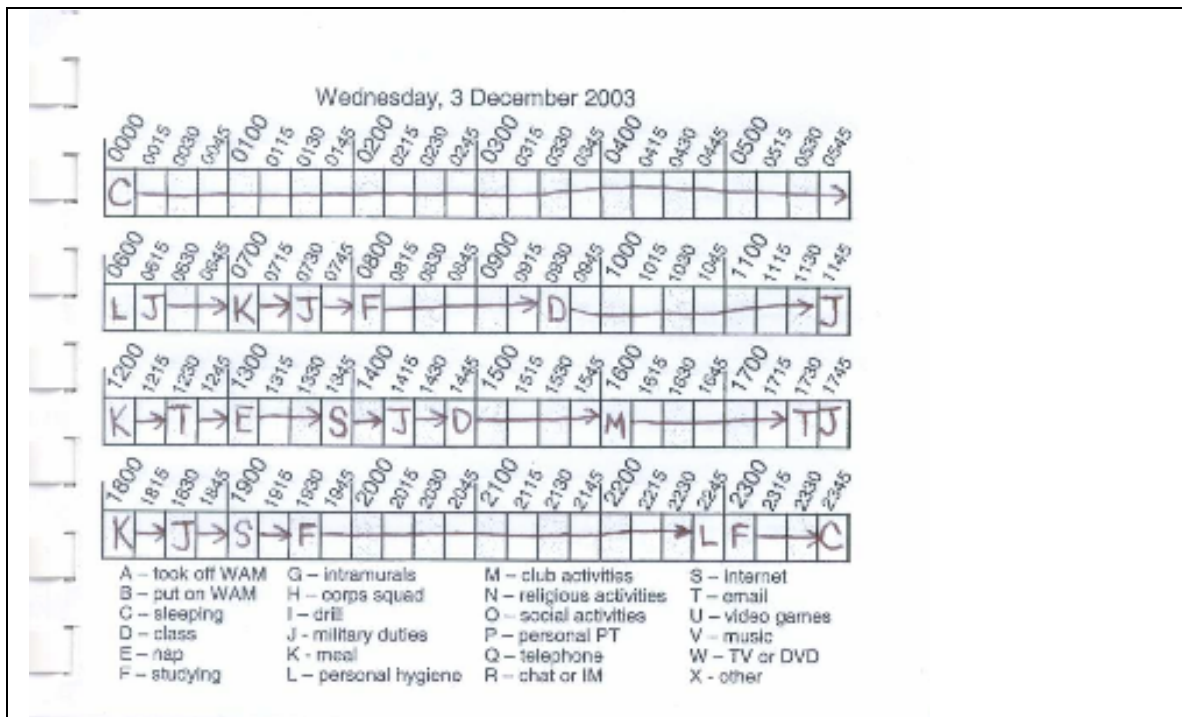 Wednesday, 3 December 2003
0000 0015 0030 0045 0100 0115 0130 0145 0200 0215 0230 0245 0300 0315 0330 0345 0400 0415 0430 0445 0500 0515 0530 0545
C
0600 0615 0630 0645 0700 0715 0730 0745 0800 0815 0830 0845 0900 0915 0930 0945 1000 1015 1030 1045 1100 1115 1130 1145
L J K J F D J
1200 1215 1230 1245 1300 1315 1330 1345 1400 1415 1430 1445 1500 1515 1530 1545 1600 1615 1630 1645 1700 1715 1730 1745
K T E S J D M T J
1800 1815 1830 1845 1900 1915 1930 1945 2000 2015 2030 2045 2100 2115 2130 2145 2200 2215 2230 2245 2300 2315 2330 2345
K J S F L F C
A – took off WAM G – intramurals M – club activities S – internet
B – put on WAM H – corps squad N – religious activities T – email
C – sleeping I – drill O – social activities U – video games
D – class J - military duties P – personal PT V – music
E – nap K - meal Q – telephone W – TV or DVD
F – studying L – personal hygiene R – chat or IM X - other